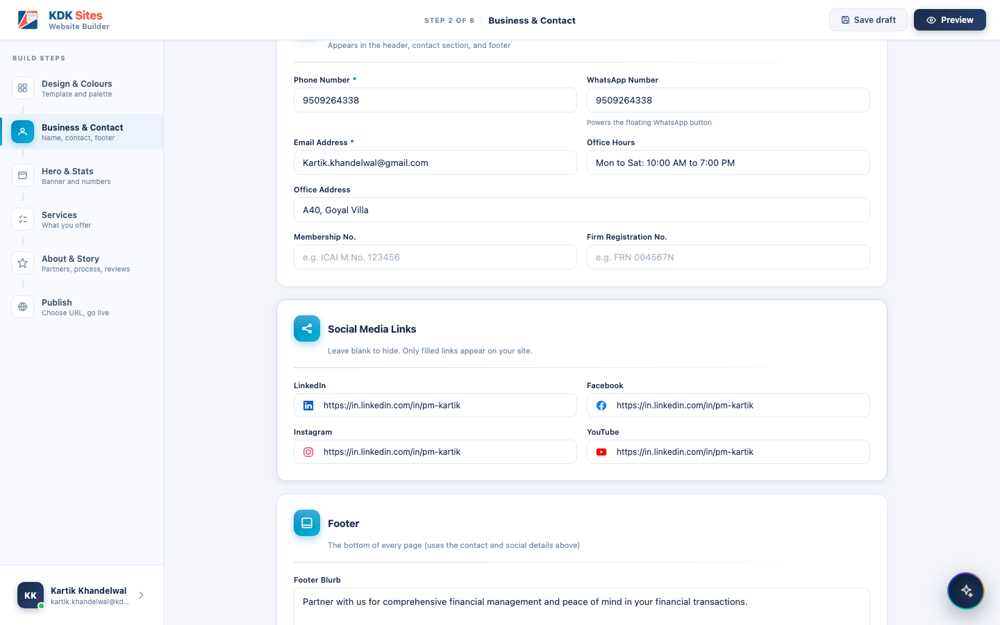 KDK Sites
Website Builder
STEP 2 OF 6
Business & Contact
Save draft
Preview
BUILD STEPS
Design & Colours
Template and palette
Business & Contact
Name, contact, footer
Hero & Stats
Banner and numbers
Services
What you offer
About & Story
Partners, process, reviews
Publish
Choose URL, go live
KK
Kartik Khandelwal
kartik.khandelwal@kd...
Appears in the header, contact section, and footer
Phone Number *
9509264338
WhatsApp Number
9509264338
Powers the floating WhatsApp button
Email Address *
Kartik.khandelwal@gmail.com
Office Hours
Mon to Sat: 10:00 AM to 7:00 PM
Office Address
A40, Goyal Villa
Membership No.
e.g. ICAI M.No. 123456
Firm Registration No.
e.g. FRN 004567N
Social Media Links
Leave blank to hide. Only filled links appear on your site.
LinkedIn
https://in.linkedin.com/in/pm-kartik
Facebook
https://in.linkedin.com/in/pm-kartik
Instagram
https://in.linkedin.com/in/pm-kartik
YouTube
https://in.linkedin.com/in/pm-kartik
Footer
The bottom of every page (uses the contact and social details above)
Footer Blurb
Partner with us for comprehensive financial management and peace of mind in your financial transactions.